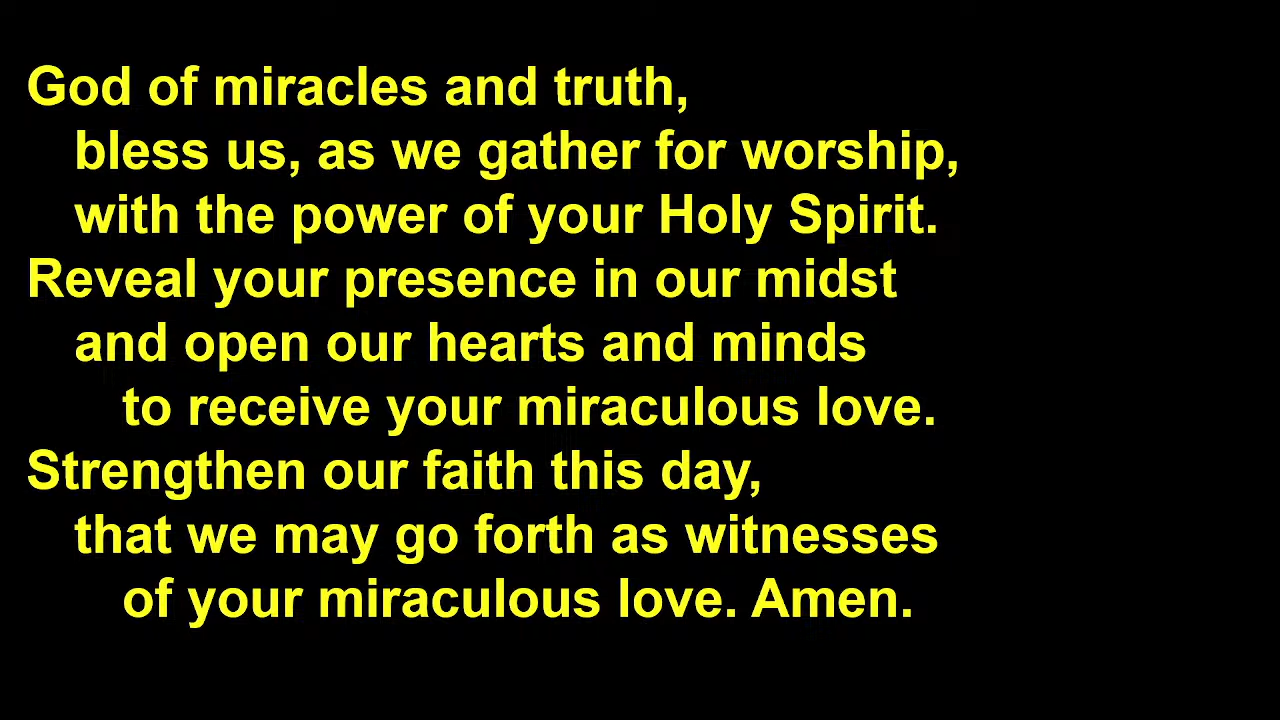 God of miracles and truth,
bless us, as we gather for worship,
with the power of your Holy Spirit.
Reveal your presence in our midst
and open our hearts and minds
to receive your miraculous love.
Strengthen our faith this day,
that we may go forth as witnesses
of your miraculous love. Amen.